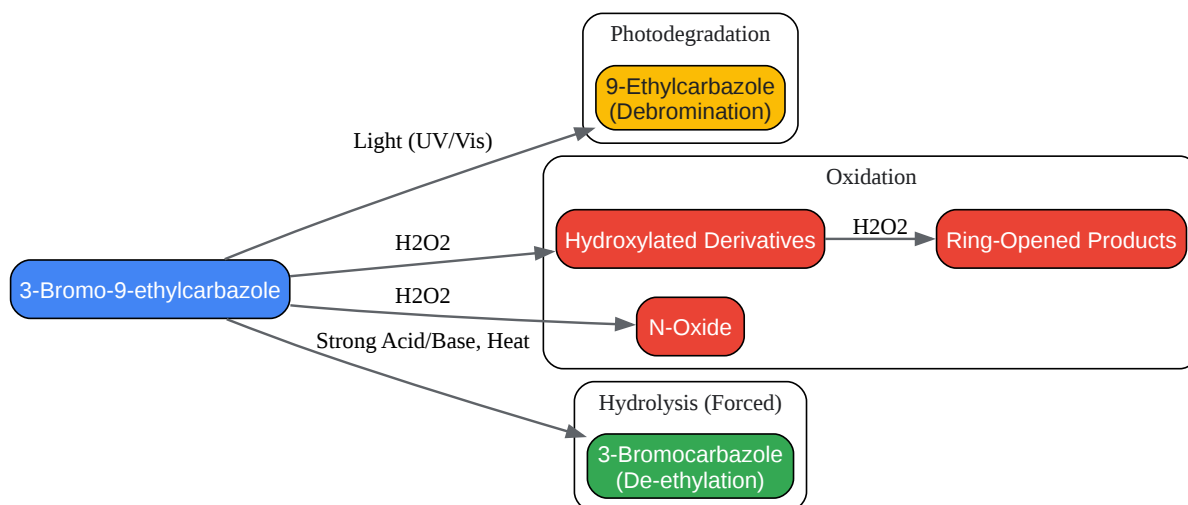 Photodegradation
9-Ethylcarbazole
(Debromination)
Light (UV/Vis)
Oxidation
Hydroxylated Derivatives
H2O2
Ring-Opened Products
H2O2
3-Bromo-9-ethylcarbazole
H2O2
N-Oxide
Strong Acid/Base, Heat
Hydrolysis (Forced)
3-Bromocarbazole
(De-ethylation)